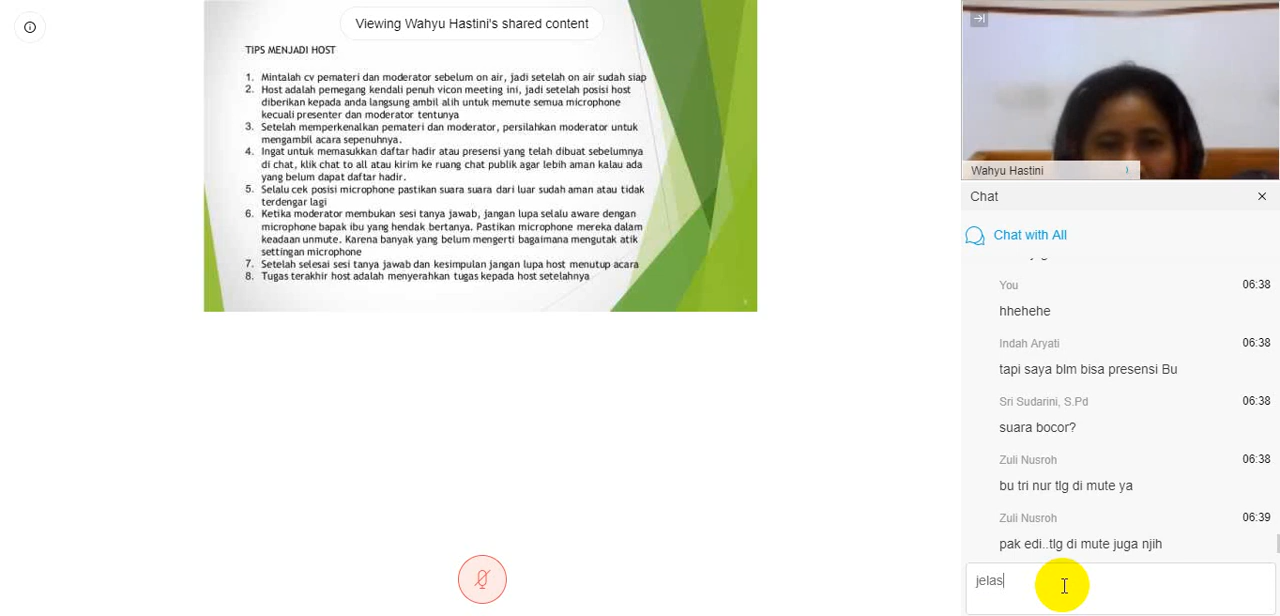 Viewing Wahyu Hastini's shared content
TIPS MENJADI HOST
1. Mintalah cv pemateri dan moderator sebelum on air, jadi setelah on air sudah siap
2. Host adalah pemegang kendali penuh vicon meeting ini, jadi setelah posisi host
diberikan kepada anda langsung ambil alih untuk memute semua microphone
kecuali presenter dan moderator tentunya
3. Setelah memperkenalkan pemateri dan moderator, persilahkan moderator untuk
mengambil acara sepenuhnya.
4. Ingat untuk memasukkan daftar hadir atau presensi yang telah dibuat sebelumnya
di chat, klik chat to all atau kirim ke ruang chat publik agar lebih aman kalau ada
yang belum dapat daftar hadir.
5. Selalu cek posisi microphone pastikan suara suara dari luar sudah aman atau tidak
terdengar lagi
6. Ketika moderator membukan sesi tanya jawab, jangan lupa selalu aware dengan
microphone bapak ibu yang hendak bertanya. Pastikan microphone mereka dalam
keadaan unmute. Karena banyak yang belum mengerti bagaimana mengutak atik
settingan microphone
7. Setelah selesai sesi tanya jawab dan kesimpulan jangan lupa host menutup acara
8. Tugas terakhir host adalah menyerahkan tugas kepada host setelahnya
Wahyu Hastini
Chat
Chat with All
You 06:38
hhehehe
Indah Aryati 06:38
tapi saya blm bisa presensi Bu
Sri Sudarini, S.Pd 06:38
suara bocor?
Zuli Nusroh 06:38
bu tri nur tlg di mute ya
Zuli Nusroh 06:39
pak edi..tlg di mute juga njih
jelas